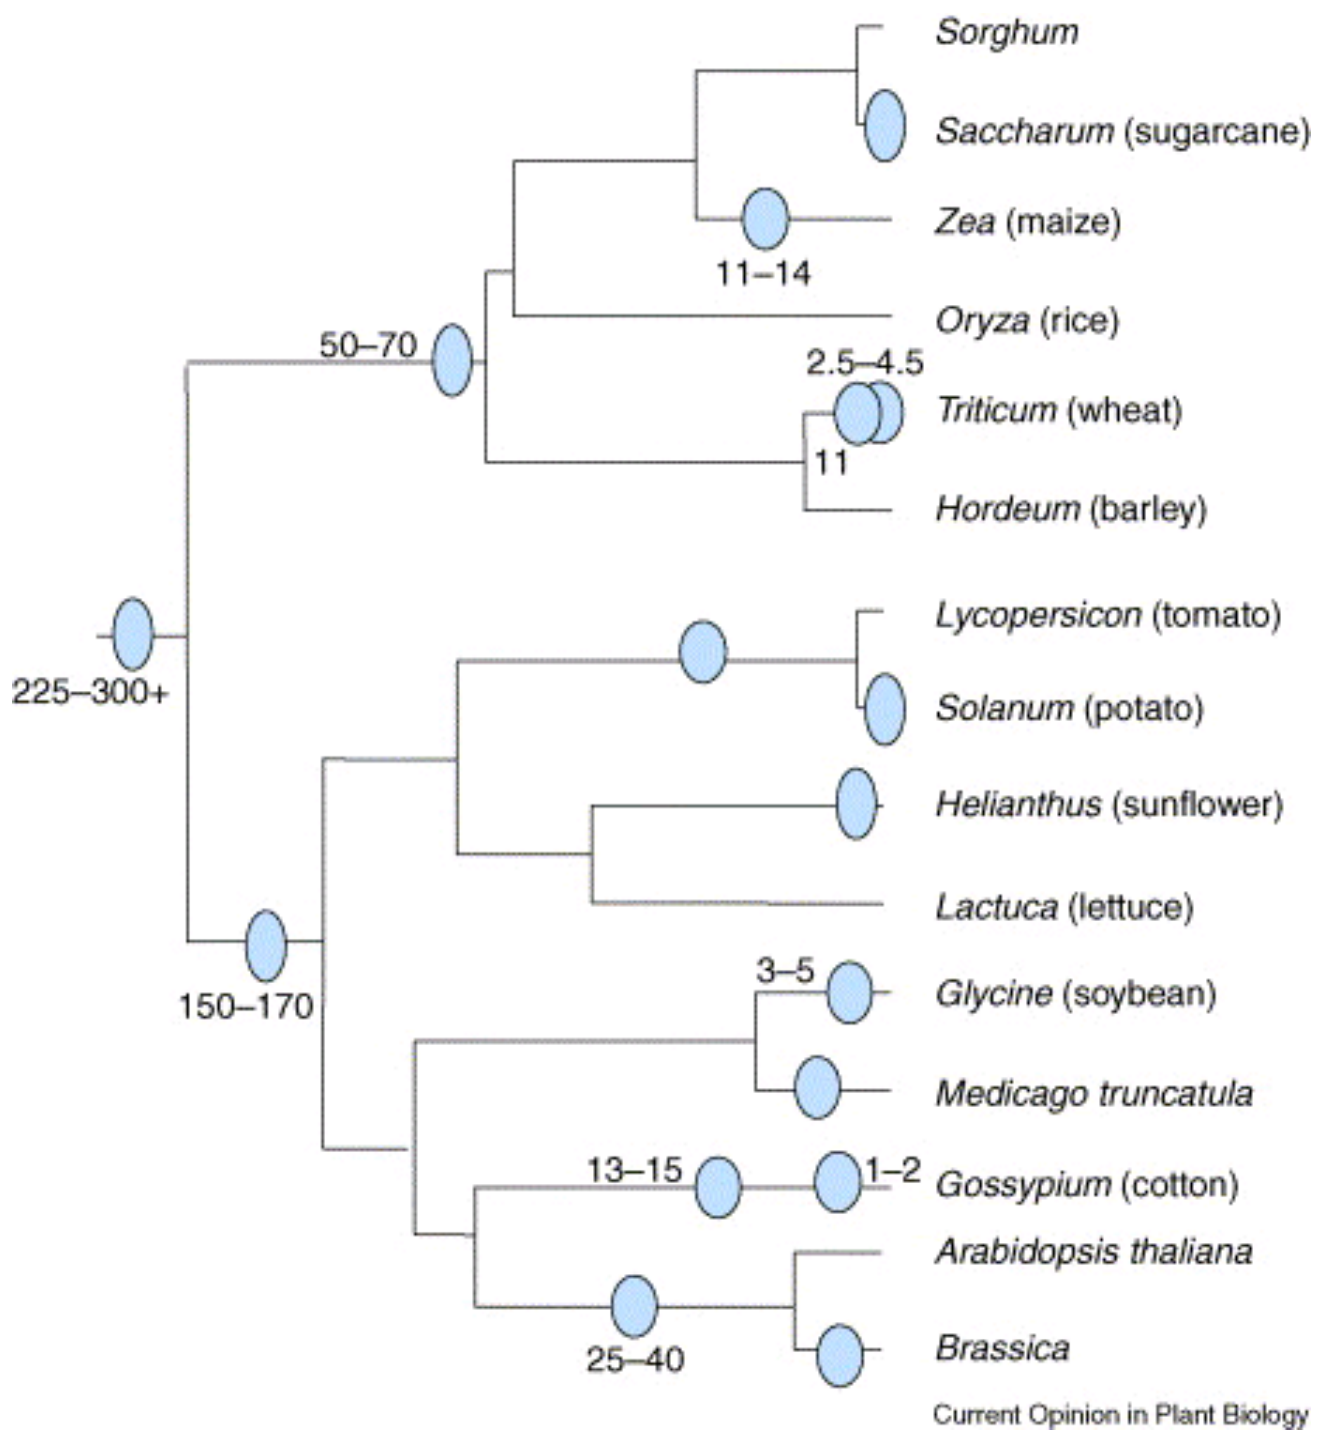 Sorghum
Saccharum (sugarcane)
Zea (maize)
11–14
Oryza (rice)
50–70
2.5–4.5
Triticum (wheat)
11
Hordeum (barley)
Lycopersicon (tomato)
225–300+
Solanum (potato)
Helianthus (sunflower)
Lactuca (lettuce)
3–5
Glycine (soybean)
150–170
Medicago truncatula
13–15
1–2
Gossypium (cotton)
Arabidopsis thaliana
25–40
Brassica
Current Opinion in Plant Biology